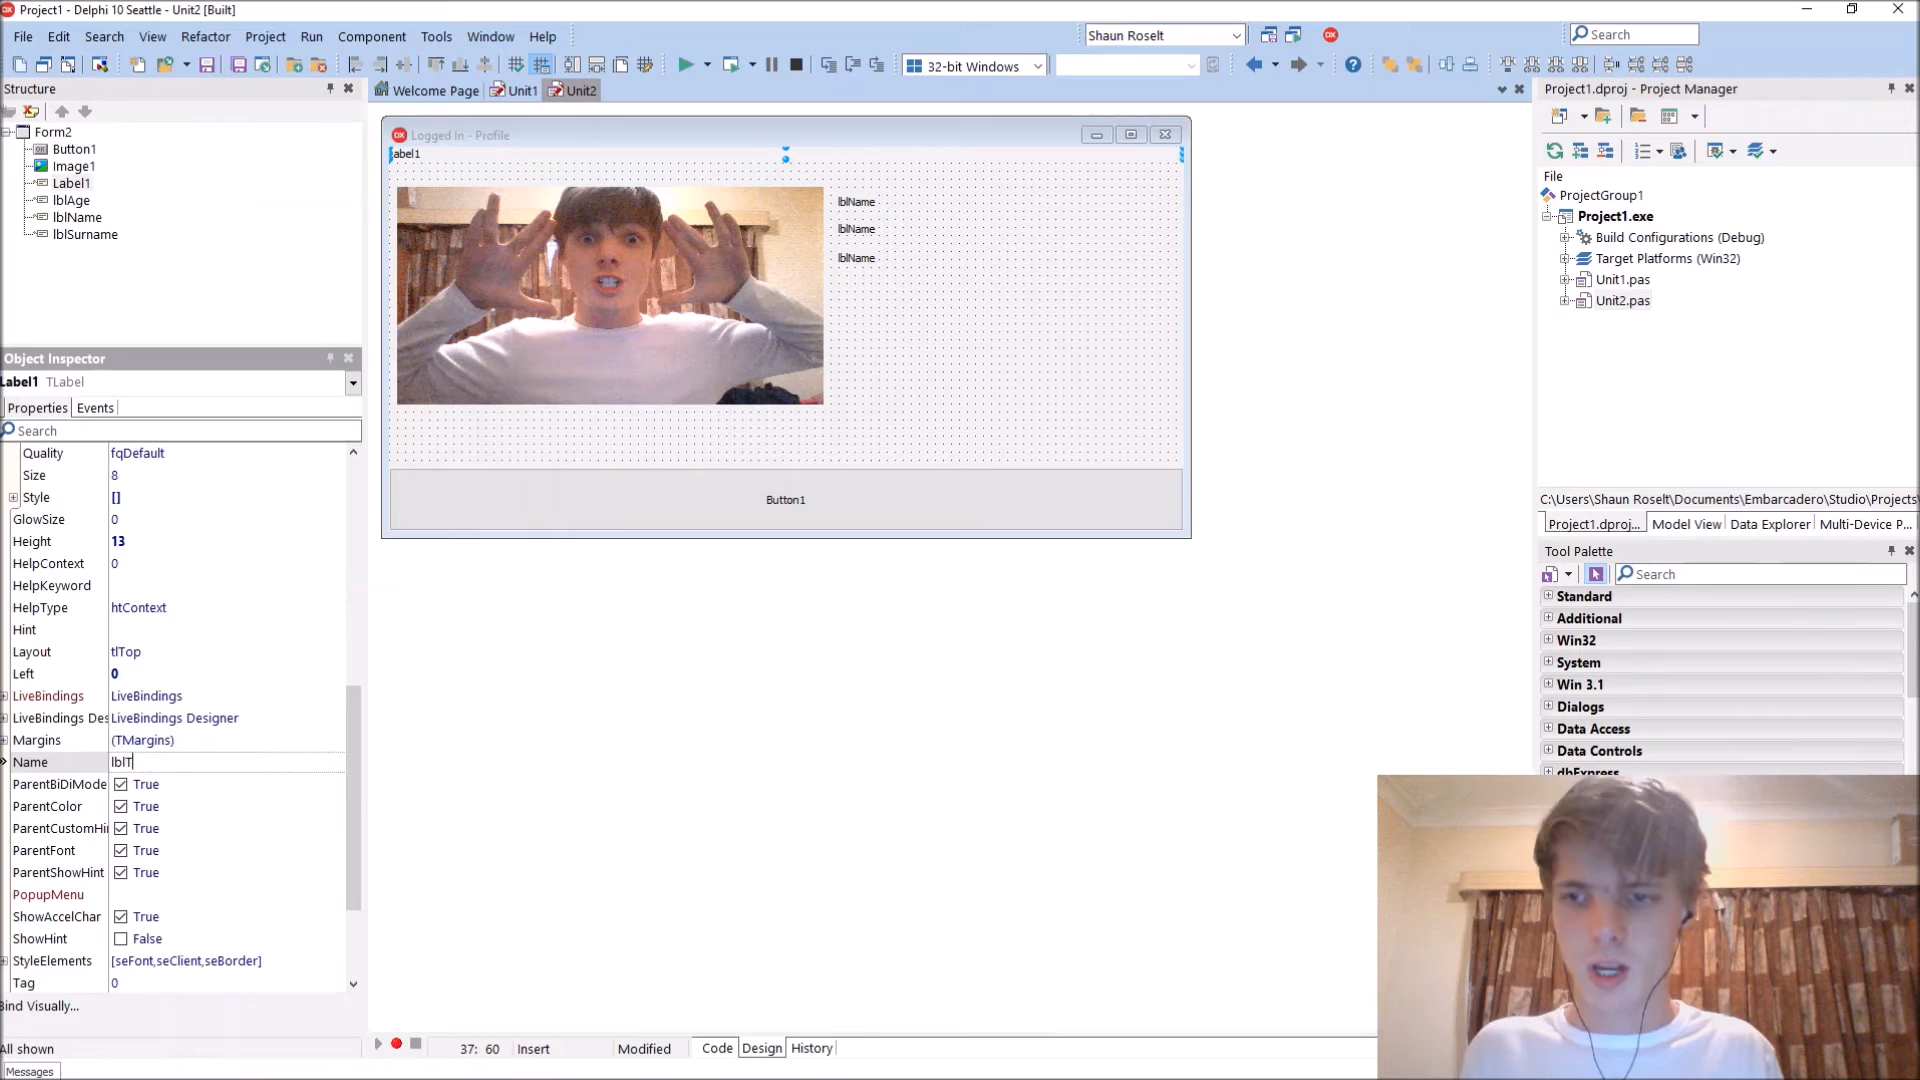 Project1 - Delphi 10 Seattle - Unit2 [Built]
File Edit Search View Refactor Project Run Component Tools Window Help
Shaun Roselt
Search
32-bit Windows
Structure
Welcome Page Unit1 Unit2
Project1.dproj - Project Manager
Form2
Button1
Image1
Label1
lblAge
lblName
lblSurname
Logged In - Profile
abel1
lblName
lblName
lblName
Button1
File
ProjectGroup1
Project1.exe
Build Configurations (Debug)
Target Platforms (Win32)
Unit1.pas
Unit2.pas
Object Inspector
Label1 TLabel
Properties Events
Search
Quality fqDefault
Size 8
Style []
GlowSize 0
Height 13
HelpContext 0
HelpKeyword
HelpType htContext
Hint
Layout tlTop
Left 0
LiveBindings LiveBindings
LiveBindings Des LiveBindings Designer
Margins (TMargins)
Name lblT
ParentBiDiMode True
ParentColor True
ParentCustomHi True
ParentFont True
ParentShowHint True
PopupMenu
ShowAccelChar True
ShowHint False
StyleElements [seFont,seClient,seBorder]
Tag 0
Bind Visually...
All shown
Messages
37: 60 Insert Modified Code Design History
C:\Users\Shaun Roselt\Documents\Embarcadero\Studio\Projects\
Project1.dproj... Model View Data Explorer Multi-Device P...
Tool Palette
Search
Standard
Additional
Win32
System
Win 3.1
Dialogs
Data Access
Data Controls
dbExpress